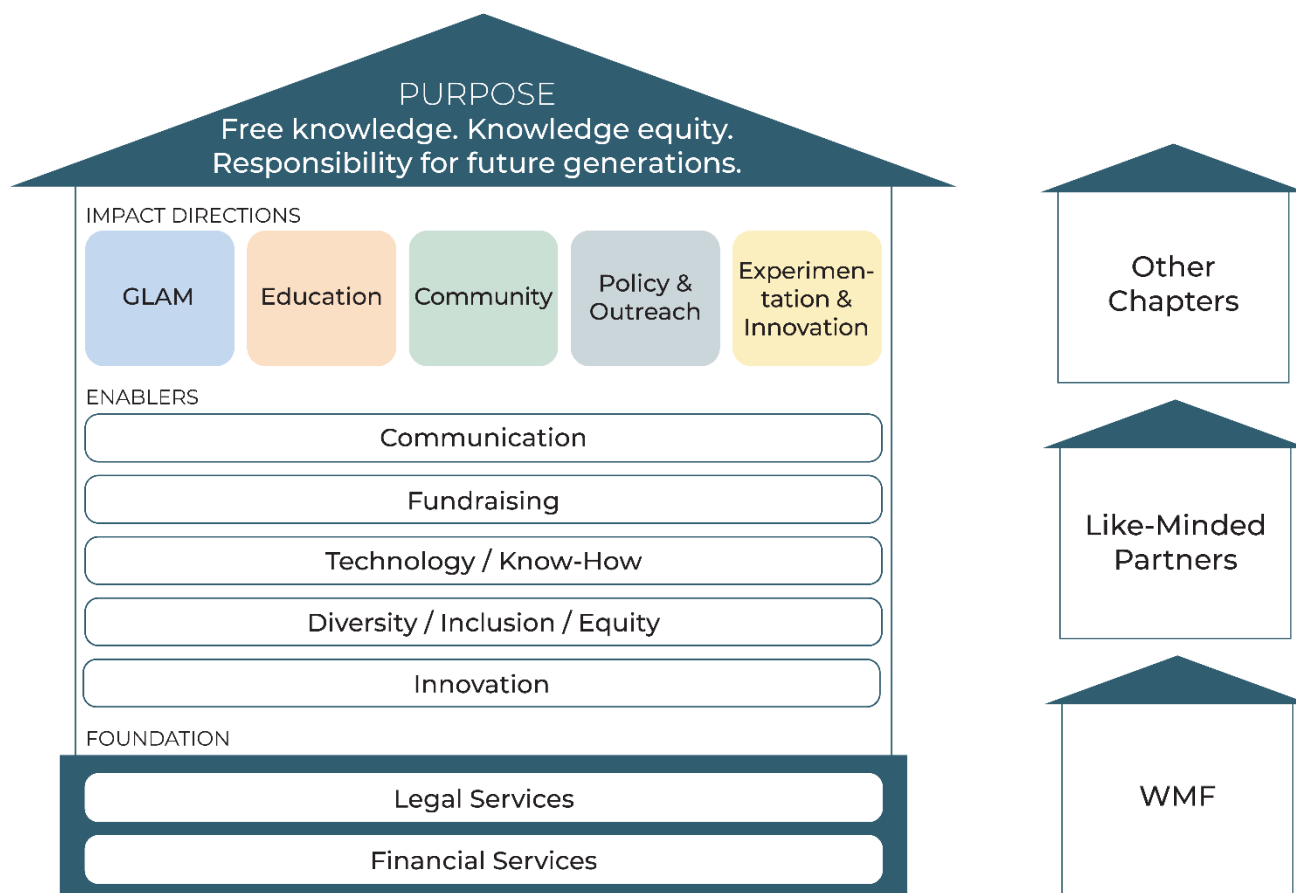 PURPOSE
Free knowledge. Knowledge equity.
Responsibility for future generations.
IMPACT DIRECTIONS
GLAM
Education
Community
Policy &
Outreach
Experimen-
tation &
Innovation
ENABLERS
Communication
Fundraising
Technology / Know-How
Diversity / Inclusion / Equity
Innovation
FOUNDATION
Legal Services
Financial Services
Other
Chapters
Like-Minded
Partners
WMF